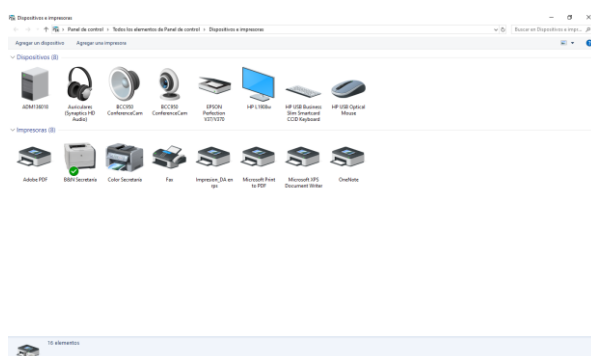 Dispositivos e impresoras
Panel de control > Todos los elementos de Panel de control > Dispositivos e impresoras
Buscar en Dispositivos e impr...
Agregar un dispositivo Agregar una impresora
Dispositivos (8)
ADM138010
Auriculares (Synaptics HD Audio)
BCC950 ConferenceCam
BCC950 ConferenceCam
EPSON Perfection V37/V370
HP L1908w
HP USB Business Slim Smartcard CCID Keyboard
HP USB Optical Mouse
Impresoras (8)
Adobe PDF
B&N Secretaria
Color Secretaria
Fax
Impresion_DA en
Microsoft Print to PDF
Microsoft XPS Document Writer
OneNote
16 elementos